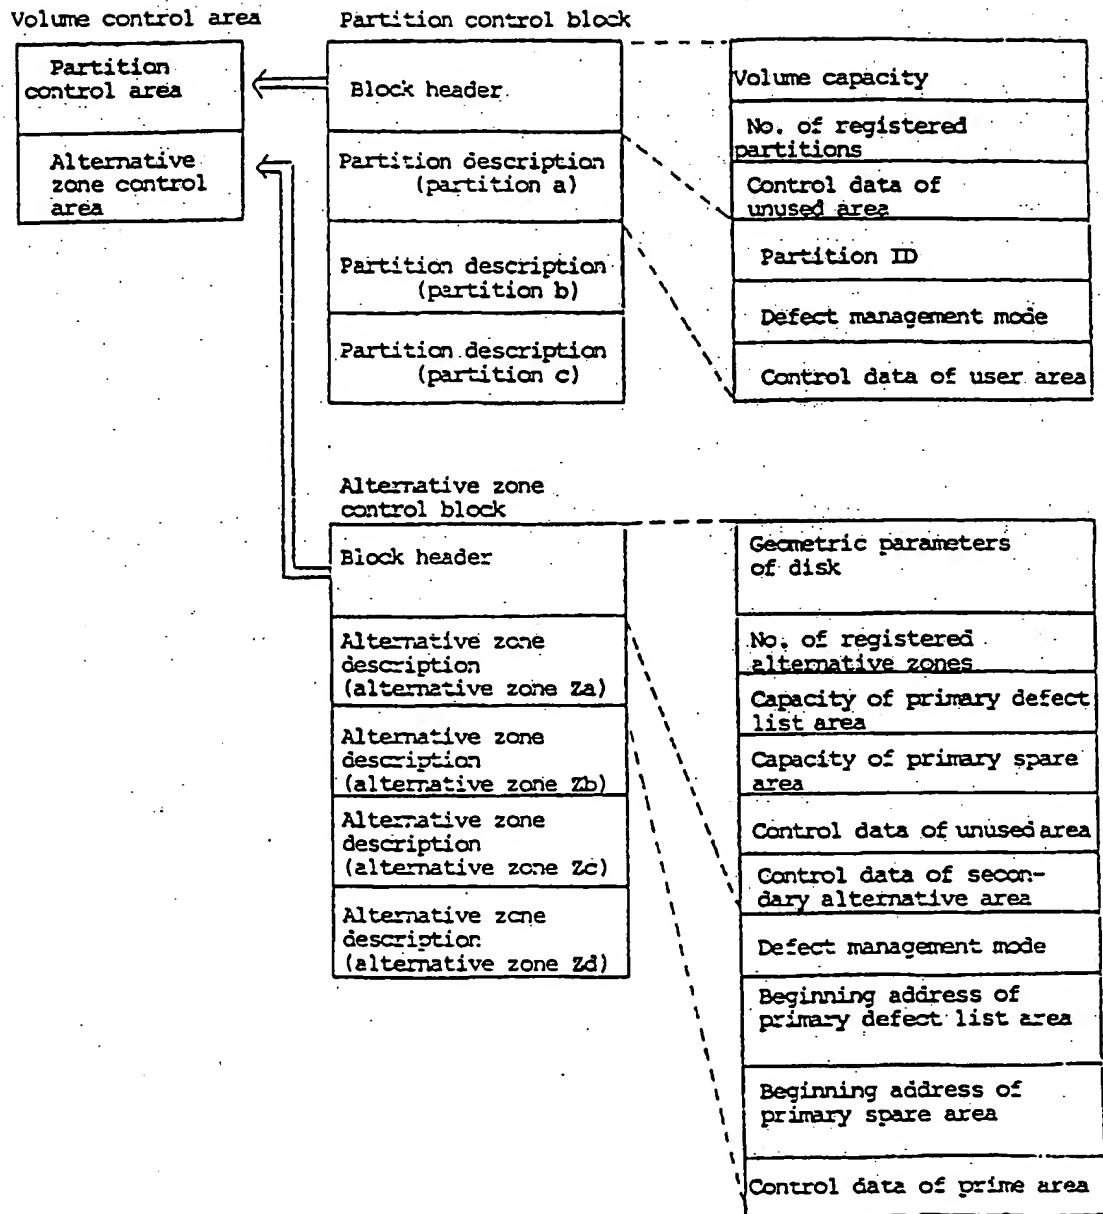 Volume control area
Partition
control area
Alternative
zone control
area
Partition control block
Block header
Partition description
(partition a)
Partition description
(partition b)
Partition description
(partition c)
Volume capacity
No. of registered
partitions
Control data of
unused area
Partition ID
Defect management mode
Control data of user area
Alternative zone
control block
Block header
Alternative zone
description
(alternative zone Za)
Alternative zone
description
(alternative zone Zb)
Alternative zone
description
(alternative zone Zc)
Alternative zone
description
(alternative zone Zd)
Geometric parameters
of disk
No. of registered
alternative zones
Capacity of primary defect
list area
Capacity of primary spare
area
Control data of unused area
Control data of secon-
dary alternative area
Defect management mode
Beginning address of
primary defect list area
Beginning address of
primary spare area
Control data of prime area